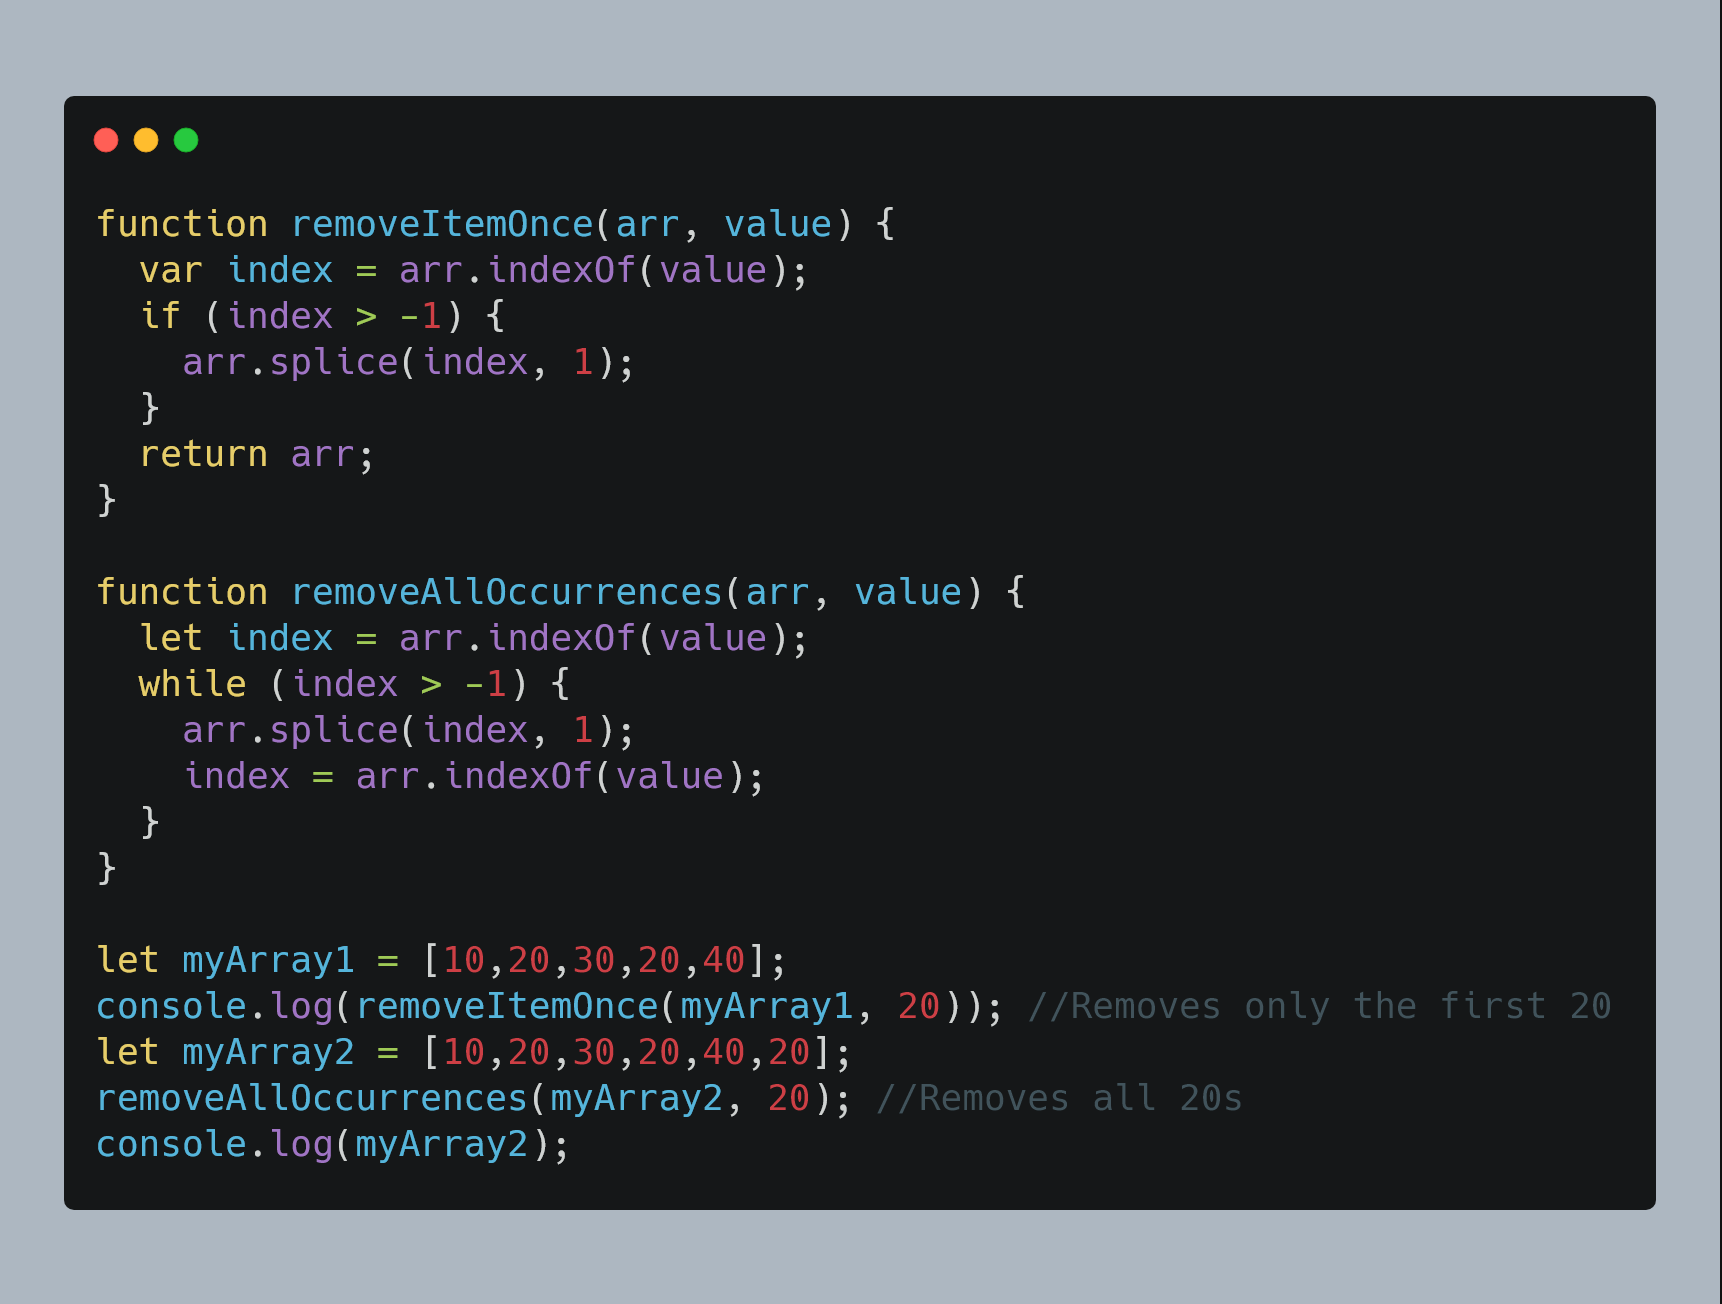 function removeItemOnce(arr, value) {
  var index = arr.indexOf(value);
  if (index > -1) {
    arr.splice(index, 1);
  }
  return arr;
}

function removeAllOccurrences(arr, value) {
  let index = arr.indexOf(value);
  while (index > -1) {
    arr.splice(index, 1);
    index = arr.indexOf(value);
  }
}

let myArray1 = [10,20,30,20,40];
console.log(removeItemOnce(myArray1, 20)); //Removes only the first 20
let myArray2 = [10,20,30,20,40,20];
removeAllOccurrences(myArray2, 20); //Removes all 20s
console.log(myArray2);